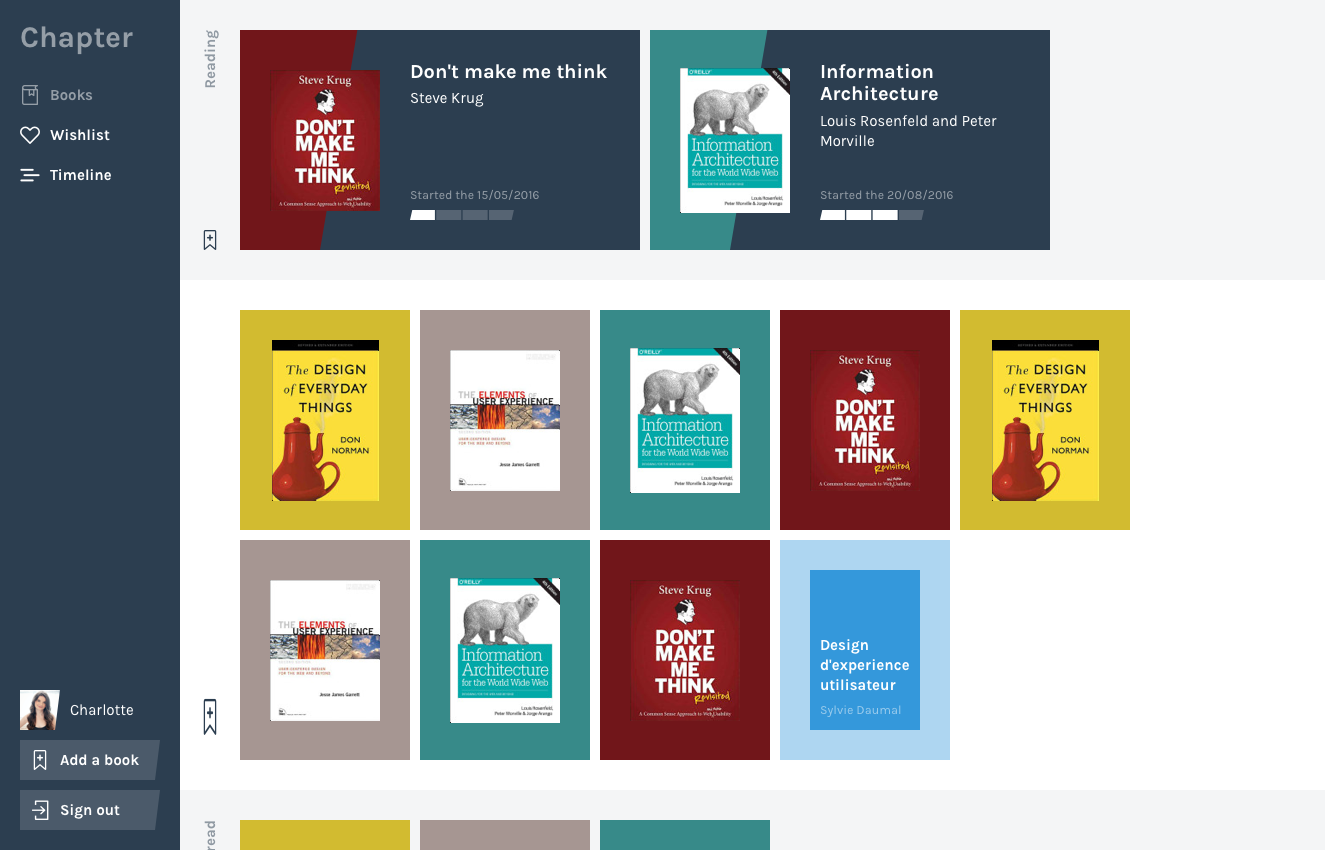 Chapter
Books
Wishlist
Timeline
Charlotte
Add a book
Sign out
Reading
Steve Krug
DON'T
MAKE
ME
THINK
Revisited
A Common Sense Approach to Web Usability
Don't make me think
Steve Krug
Started the 15/05/2016
O'REILLY
4th Edition
Information
Architecture
for the World Wide Web
Louis Rosenfeld,
Peter Morville & Jorge Arango
Information
Architecture
Louis Rosenfeld and Peter
Morville
Started the 20/08/2016
The DESIGN
of EVERYDAY
THINGS
DON
NORMAN
THE ELEMENTS OF
USER EXPERIENCE
USER-CENTERED DESIGN
FOR THE WEB AND BEYOND
Jesse James Garrett
O'REILLY
4th Edition
Information
Architecture
for the World Wide Web
Louis Rosenfeld,
Peter Morville & Jorge Arango
Steve Krug
DON'T
MAKE
ME
THINK
Revisited
A Common Sense Approach to Web Usability
The DESIGN
of EVERYDAY
THINGS
DON
NORMAN
THE ELEMENTS OF
USER EXPERIENCE
USER-CENTERED DESIGN
FOR THE WEB AND BEYOND
Jesse James Garrett
O'REILLY
4th Edition
Information
Architecture
for the World Wide Web
Louis Rosenfeld,
Peter Morville & Jorge Arango
Steve Krug
DON'T
MAKE
ME
THINK
Revisited
A Common Sense Approach to Web Usability
Design
d'experience
utilisateur
Sylvie Daumal
read